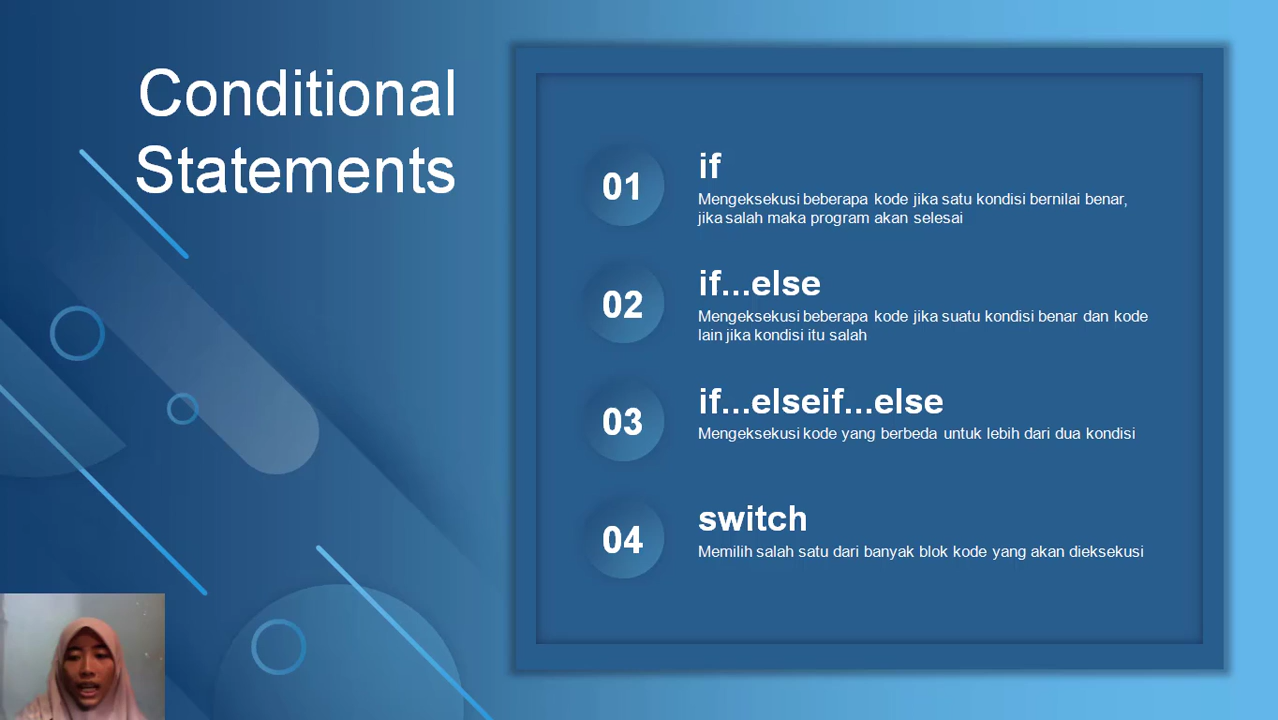 Conditional
Statements
01
if
Mengeksekusi beberapa kode jika satu kondisi bernilai benar,
jika salah maka program akan selesai
02
if...else
Mengeksekusi beberapa kode jika suatu kondisi benar dan kode
lain jika kondisi itu salah
03
if...elseif...else
Mengeksekusi kode yang berbeda untuk lebih dari dua kondisi
04
switch
Memilih salah satu dari banyak blok kode yang akan dieksekusi